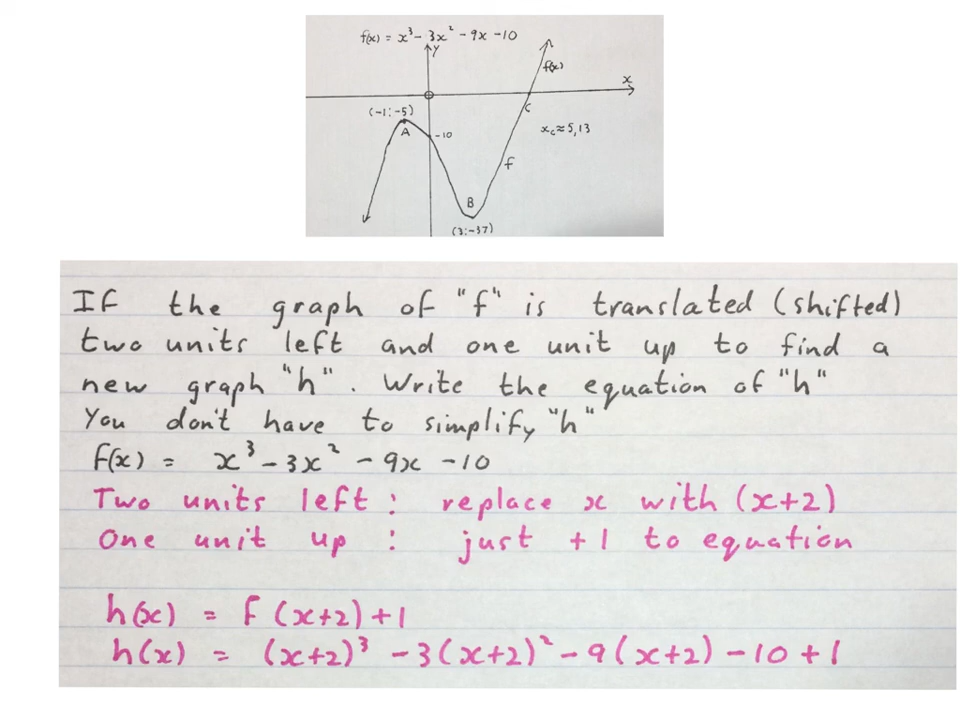 f(x) = x³ - 3x² - 9x - 10
y
f(x)
x
(-1;-5)
C
A
-10
x_c ≈ 5,13
f
B
(3;-37)
If the graph of "f" is translated (shifted)
two units left and one unit up to find a
new graph "h". Write the equation of "h"
You don't have to simplify "h"
f(x) = x³ - 3x² - 9x - 10
Two units left : replace x with (x+2)
One unit up : just +1 to equation
h(x) = f (x+2) + 1
h(x) = (x+2)³ - 3(x+2)² - 9(x+2) - 10 + 1